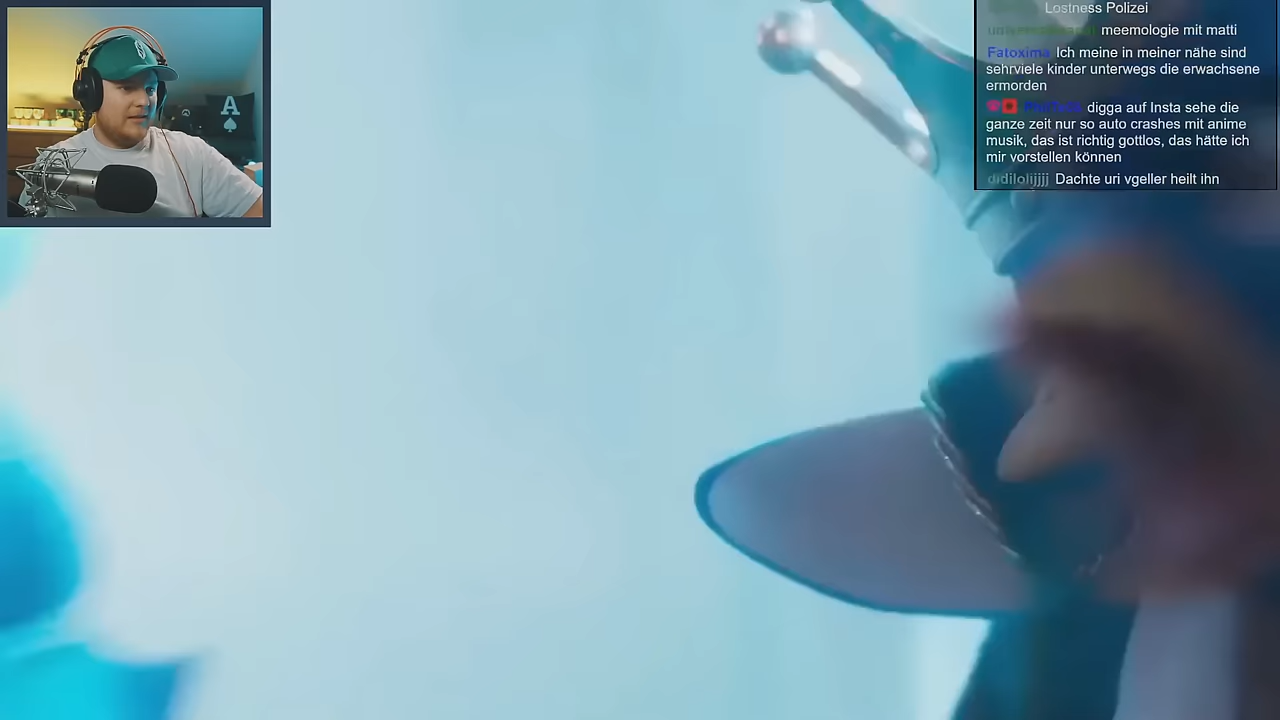 A
Lostness Polizei
meemologie mit matti
Fatoxima Ich meine in meiner nähe sind
sehrviele kinder unterwegs die erwachsene
ermorden
digga auf Insta sehe die
ganze zeit nur so auto crashes mit anime
musik, das ist richtig gottlos, das hätte ich
mir vorstellen können
didilolijjjj Dachte uri vgeller heilt ihn